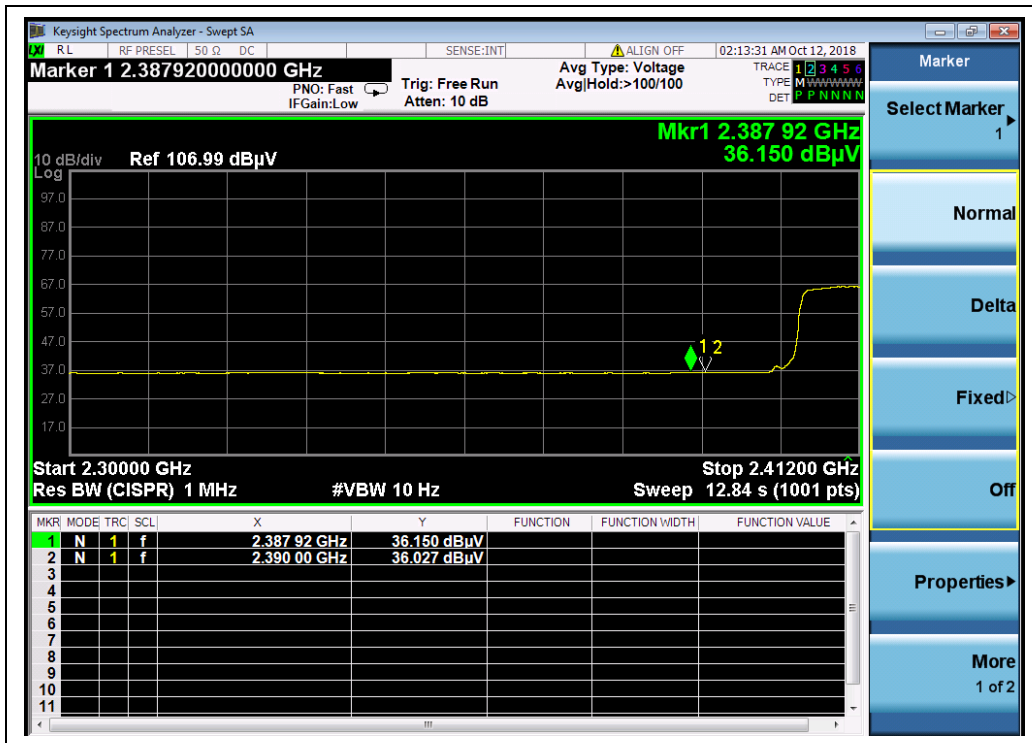 Keysight Spectrum Analyzer - Swept SA
LXI RL RF PRESEL 50 Ω DC SENSE:INT ALIGN OFF 02:13:31 AM Oct 12, 2018
Marker 1 2.387920000000 GHz
PNO: Fast
IFGain:Low
Trig: Free Run
Atten: 10 dB
Avg Type: Voltage
Avg|Hold:>100/100
TRACE 1 2 3 4 5 6
TYPE M WWWWW
DET P P N N N N
Mkr1 2.387 92 GHz
36.150 dBµV
10 dB/div Ref 106.99 dBµV
Log
97.0
87.0
77.0
67.0
57.0
47.0
37.0
27.0
17.0
1 2
Start 2.30000 GHz Stop 2.41200 GHz
Res BW (CISPR) 1 MHz #VBW 10 Hz Sweep 12.84 s (1001 pts)
MKR MODE TRC SCL X Y FUNCTION FUNCTION WIDTH FUNCTION VALUE
1 N 1 f 2.387 92 GHz 36.150 dBµV
2 N 1 f 2.390 00 GHz 36.027 dBµV
3
4
5
6
7
8
9
10
11
Marker
Select Marker
1
Normal
Delta
Fixed
Off
Properties
More
1 of 2